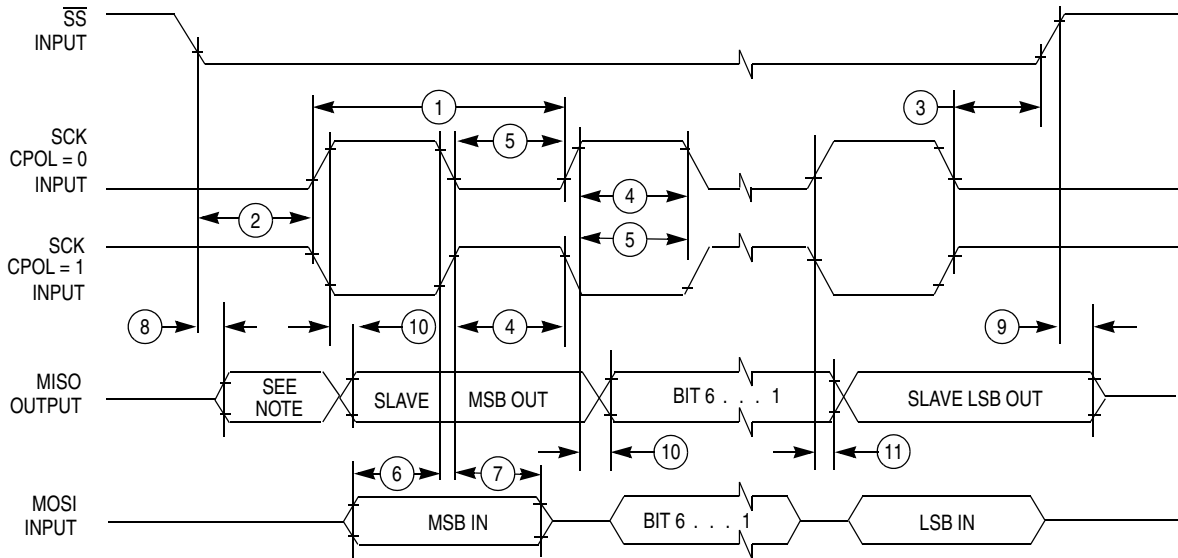 SS
INPUT
1
3
SCK
CPOL = 0
INPUT
5
4
2
5
SCK
CPOL = 1
INPUT
8
10
4
9
MISO
OUTPUT
SEE
NOTE
SLAVE
MSB OUT
BIT 6 . . . 1
SLAVE LSB OUT
10
11
6
7
MOSI
INPUT
MSB IN
BIT 6 . . . 1
LSB IN